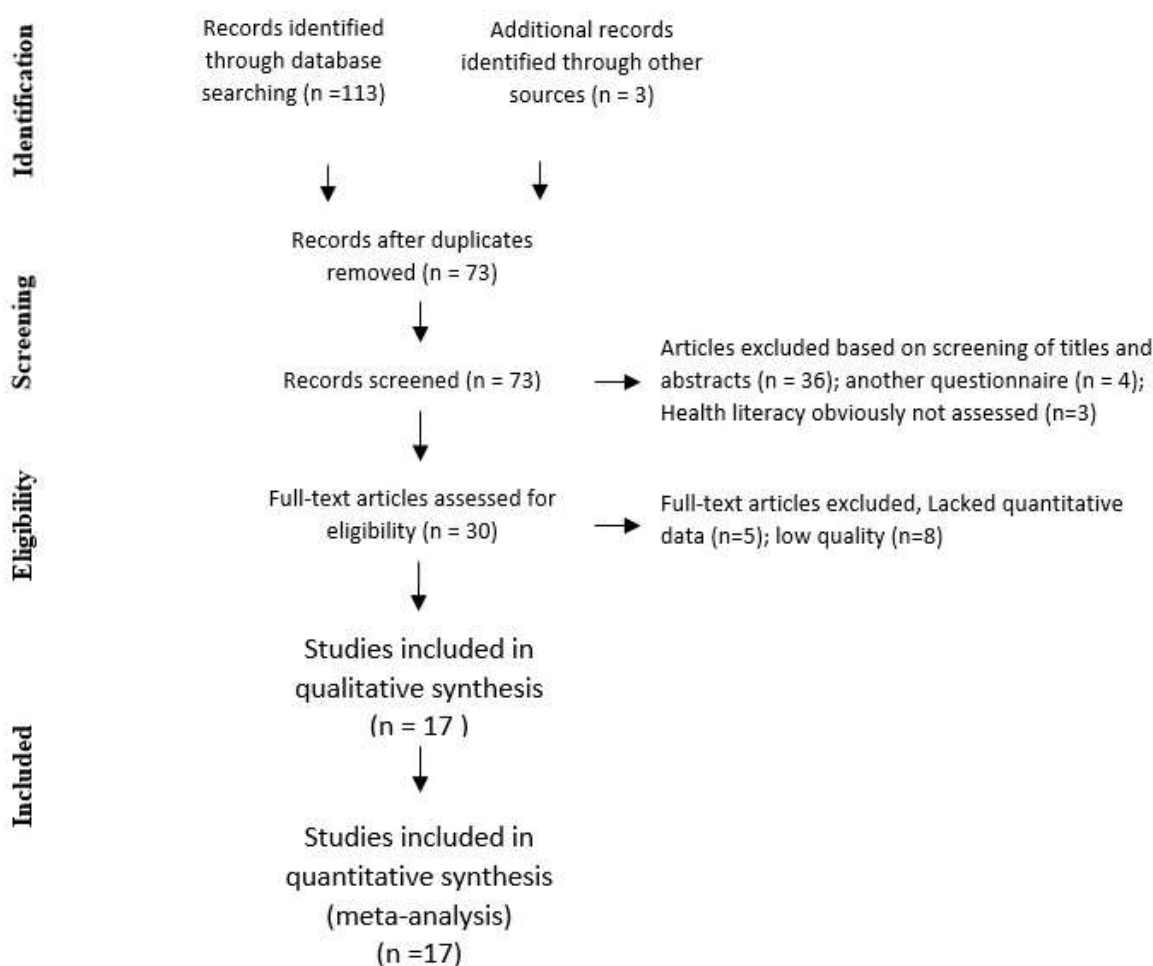 Identification
Records identified
through database
searching (n =113)
Additional records
identified through other
sources (n = 3)
Records after duplicates
removed (n = 73)
Screening
Records screened (n = 73)
Articles excluded based on screening of titles and
abstracts (n = 36); another questionnaire (n = 4);
Health literacy obviously not assessed (n=3)
Eligibility
Full-text articles assessed for
eligibility (n = 30)
Full-text articles excluded, Lacked quantitative
data (n=5); low quality (n=8)
Included
Studies included in
qualitative synthesis
(n = 17 )
Studies included in
quantitative synthesis
(meta-analysis)
(n =17)